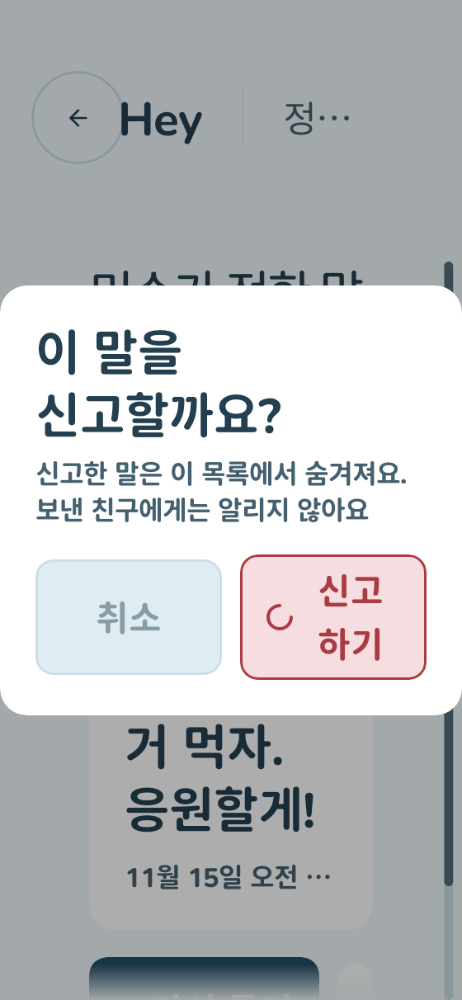 Hey
정…
이 말을
신고할까요?
신고한 말은 이 목록에서 숨겨져요.
보낸 친구에게는 알리지 않아요
취소
신고
하기
거 먹자.
응원할게!
11월 15일 오전 …